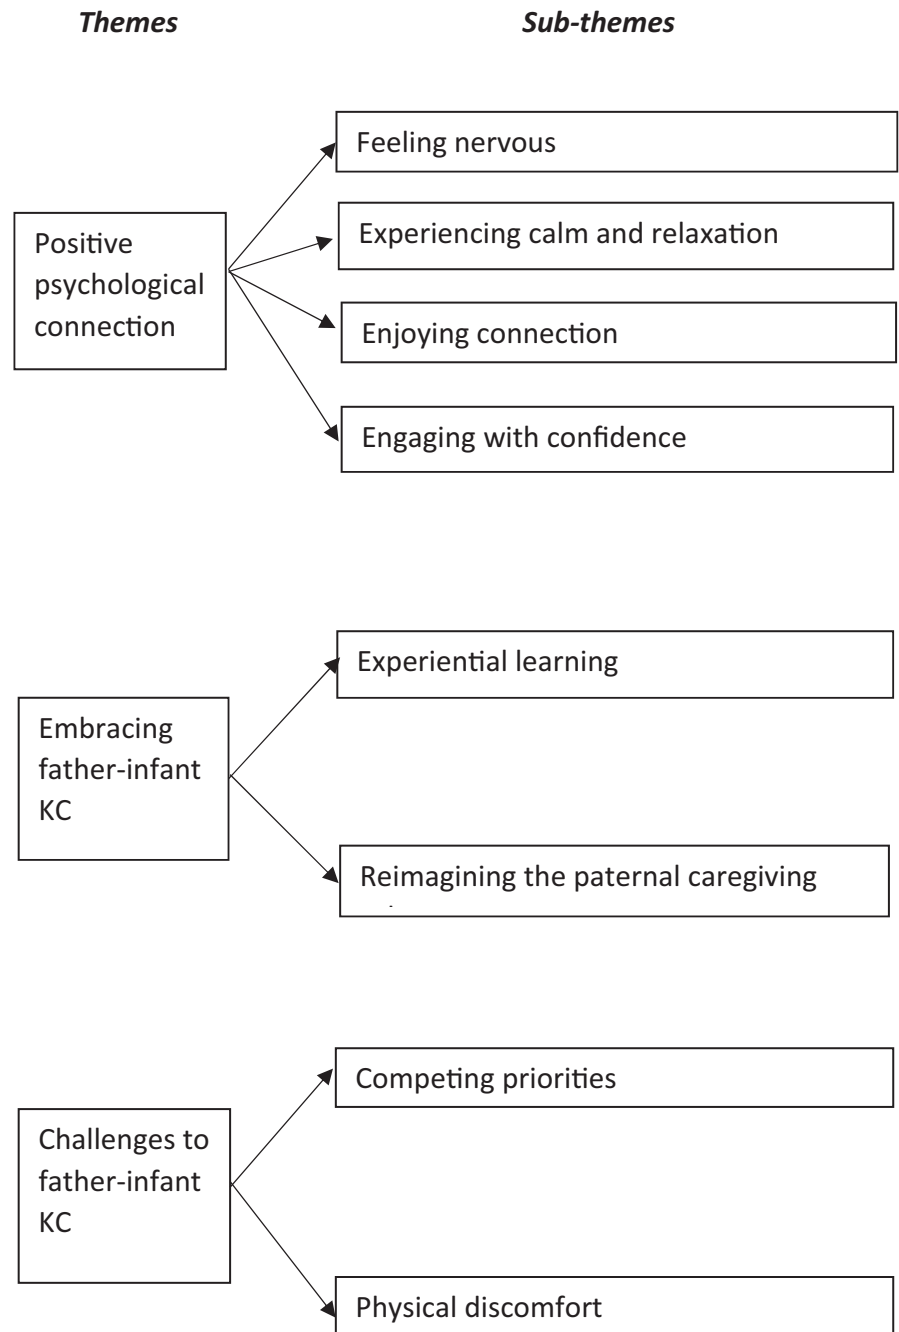 Themes
Sub-themes
Positive
psychological
connection
Feeling nervous
Experiencing calm and relaxation
Enjoying connection
Engaging with confidence
Embracing
father-infant
KC
Experiential learning
Reimagining the paternal caregiving
Challenges to
father-infant
KC
Competing priorities
Physical discomfort